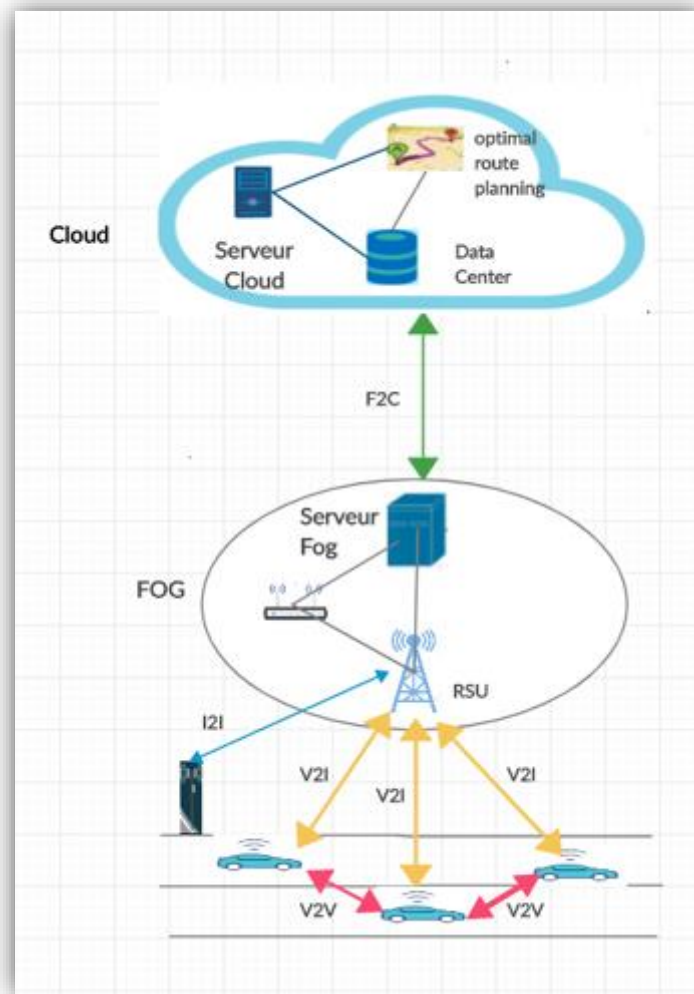 optimal
route
planning
Cloud
Serveur
Cloud
Data
Center
F2C
Serveur
Fog
FOG
RSU
I2I
V2I
V2I
V2I
V2V
V2V